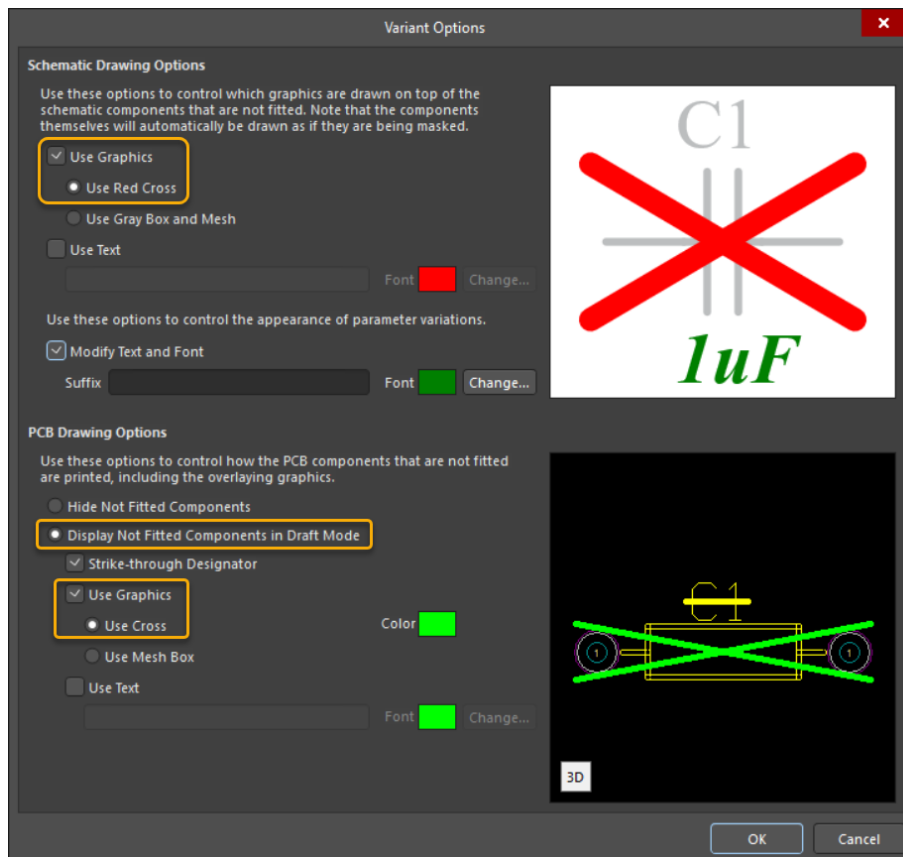 Variant Options
Schematic Drawing Options
Use these options to control which graphics are drawn on top of the
schematic components that are not fitted. Note that the components
themselves will automatically be drawn as if they are being masked.
Use Graphics
Use Red Cross
Use Gray Box and Mesh
Use Text
Font
Change...
Use these options to control the appearance of parameter variations.
Modify Text and Font
Suffix
Font
Change...
C1
1uF
PCB Drawing Options
Use these options to control how the PCB components that are not fitted
are printed, including the overlaying graphics.
Hide Not Fitted Components
Display Not Fitted Components in Draft Mode
Strike-through Designator
Use Graphics
Use Cross
Color
Use Mesh Box
Use Text
Font
Change...
C1
1
1
3D
OK
Cancel